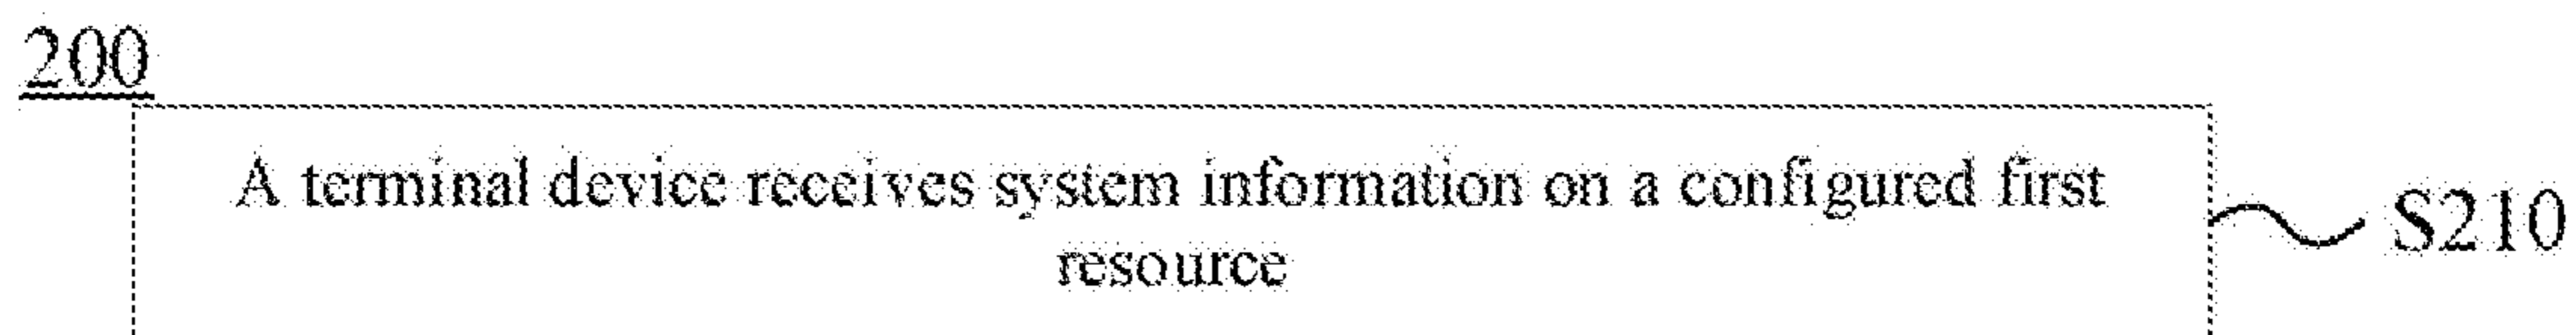 200
A terminal device receives system information on a configured first
resource
S210